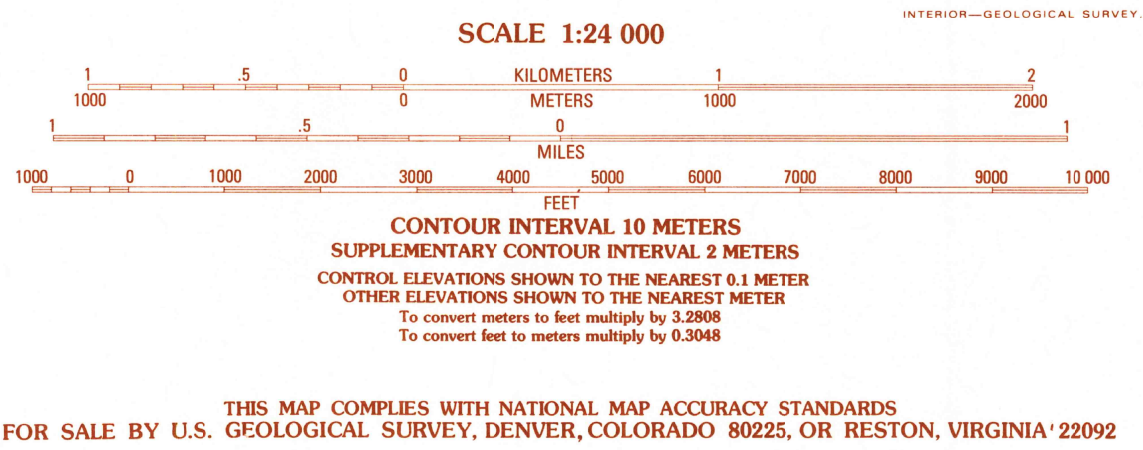 INTERIOR—GEOLOGICAL SURVEY.
SCALE 1:24 000
1 .5 0 KILOMETERS 1 2
1000 0 METERS 1000 2000
1 .5 0 1
MILES
1000 0 1000 2000 3000 4000 5000 6000 7000 8000 9000 10 000
FEET
CONTOUR INTERVAL 10 METERS
SUPPLEMENTARY CONTOUR INTERVAL 2 METERS
CONTROL ELEVATIONS SHOWN TO THE NEAREST 0.1 METER
OTHER ELEVATIONS SHOWN TO THE NEAREST METER
To convert meters to feet multiply by 3.2808
To convert feet to meters multiply by 0.3048
THIS MAP COMPLIES WITH NATIONAL MAP ACCURACY STANDARDS
FOR SALE BY U.S. GEOLOGICAL SURVEY, DENVER, COLORADO 80225, OR RESTON, VIRGINIA 22092